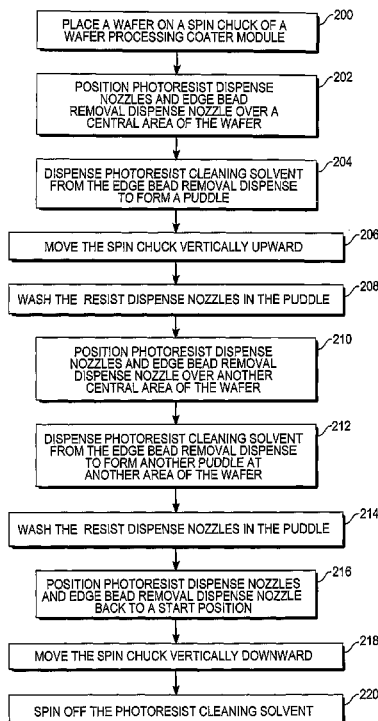 PLACE A WAFER ON A SPIN CHUCK OF A
WAFER PROCESSING COATER MODULE
200
POSITION PHOTORESIST DISPENSE
NOZZLES AND EDGE BEAD
REMOVAL DISPENSE NOZZLE OVER A
CENTRAL AREA OF THE WAFER
202
DISPENSE PHOTORESIST CLEANING SOLVENT
FROM THE EDGE BEAD REMOVAL DISPENSE
TO FORM A PUDDLE
204
MOVE THE SPIN CHUCK VERTICALLY UPWARD
206
WASH THE RESIST DISPENSE NOZZLES IN THE PUDDLE
208
POSITION PHOTORESIST DISPENSE
NOZZLES AND EDGE BEAD REMOVAL
DISPENSE NOZZLE OVER ANOTHER
CENTRAL AREA OF THE WAFER
210
DISPENSE PHOTORESIST CLEANING SOLVENT
FROM THE EDGE BEAD REMOVAL DISPENSE
TO FORM ANOTHER PUDDLE AT
ANOTHER AREA OF THE WAFER
212
WASH THE RESIST DISPENSE NOZZLES IN THE PUDDLE
214
POSITION PHOTORESIST DISPENSE NOZZLES
AND EDGE BEAD REMOVAL DISPENSE NOZZLE
BACK TO A START POSITION
216
MOVE THE SPIN CHUCK VERTICALLY DOWNWARD
218
SPIN OFF THE PHOTORESIST CLEANING SOLVENT
220